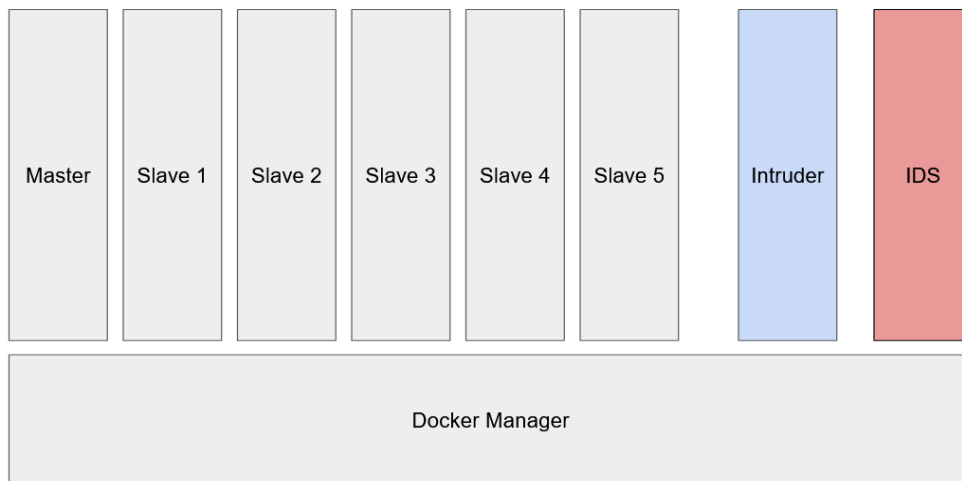 Master
Slave 1
Slave 2
Slave 3
Slave 4
Slave 5
Intruder
IDS
Docker Manager